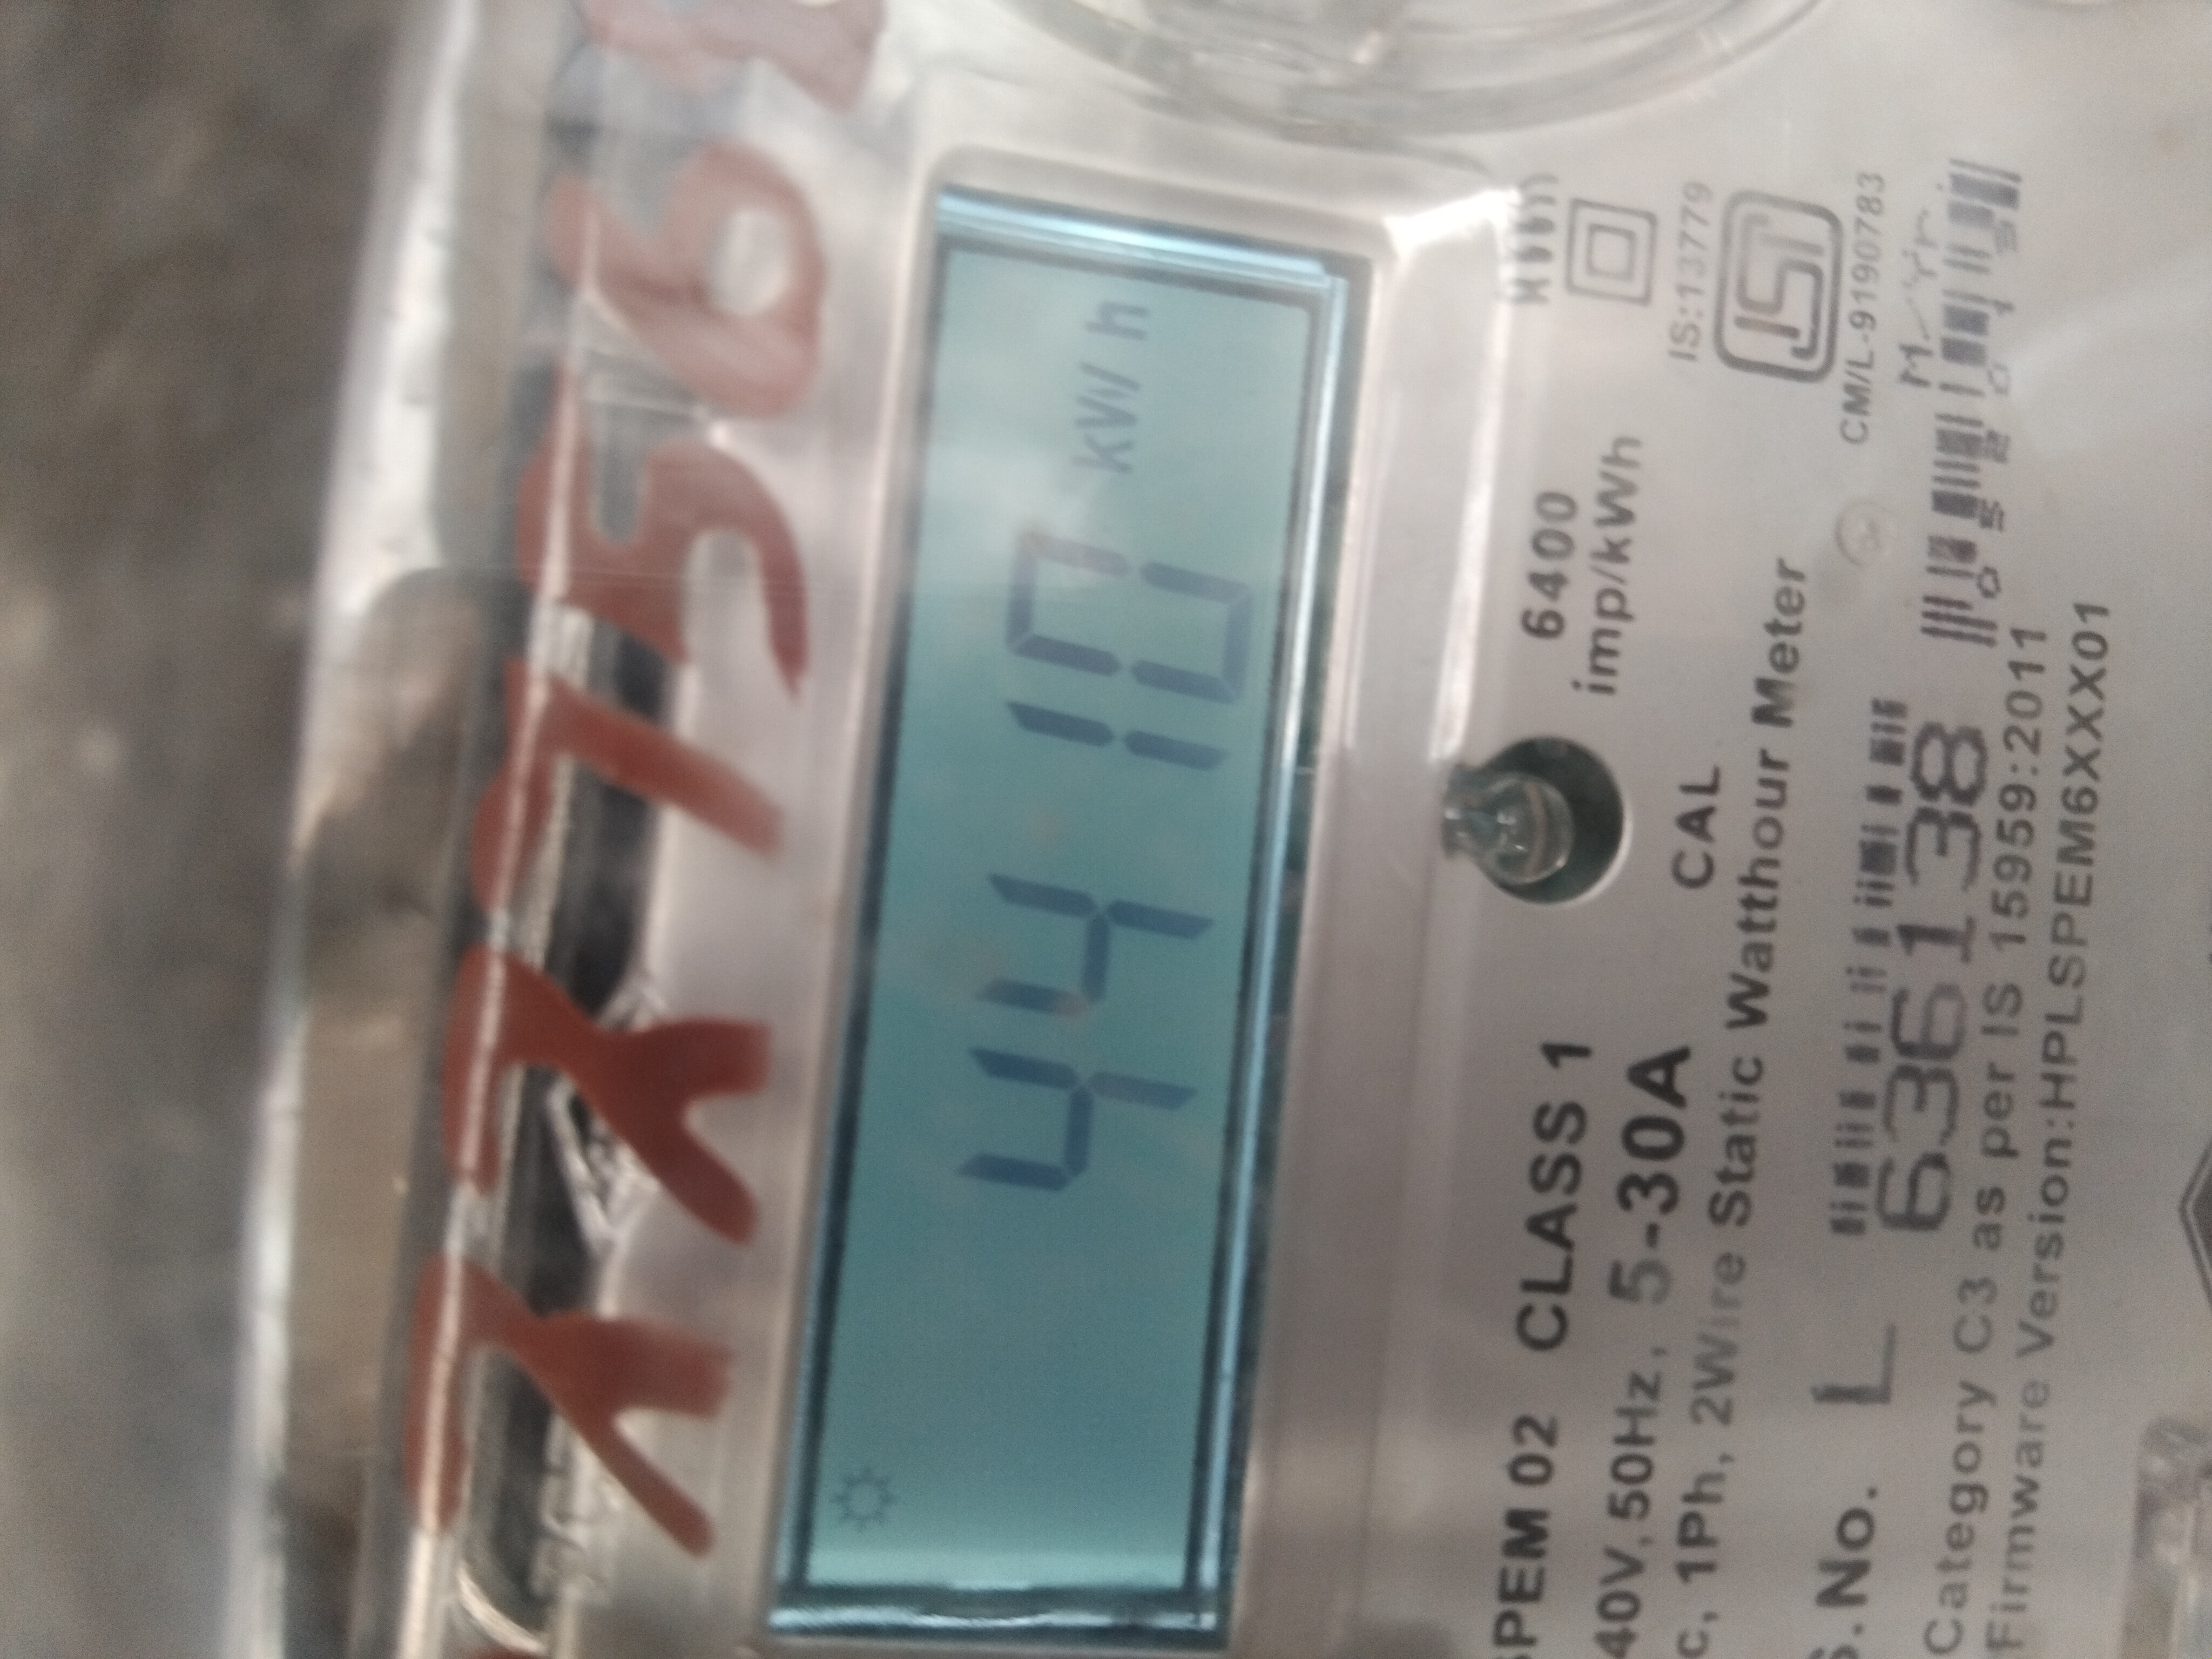 4410 kWh
6400
imp/kWh
IS:13779
ISI
CM/L-9190783
CAL
SPEM 02 CLASS 1
40V, 50Hz, 5-30A
c, 1Ph, 2Wire Static Watthour Meter
S.No. L 636138
Category C3 as per IS 15959:2011
Firmware Version:HPLSPEM6XXX01